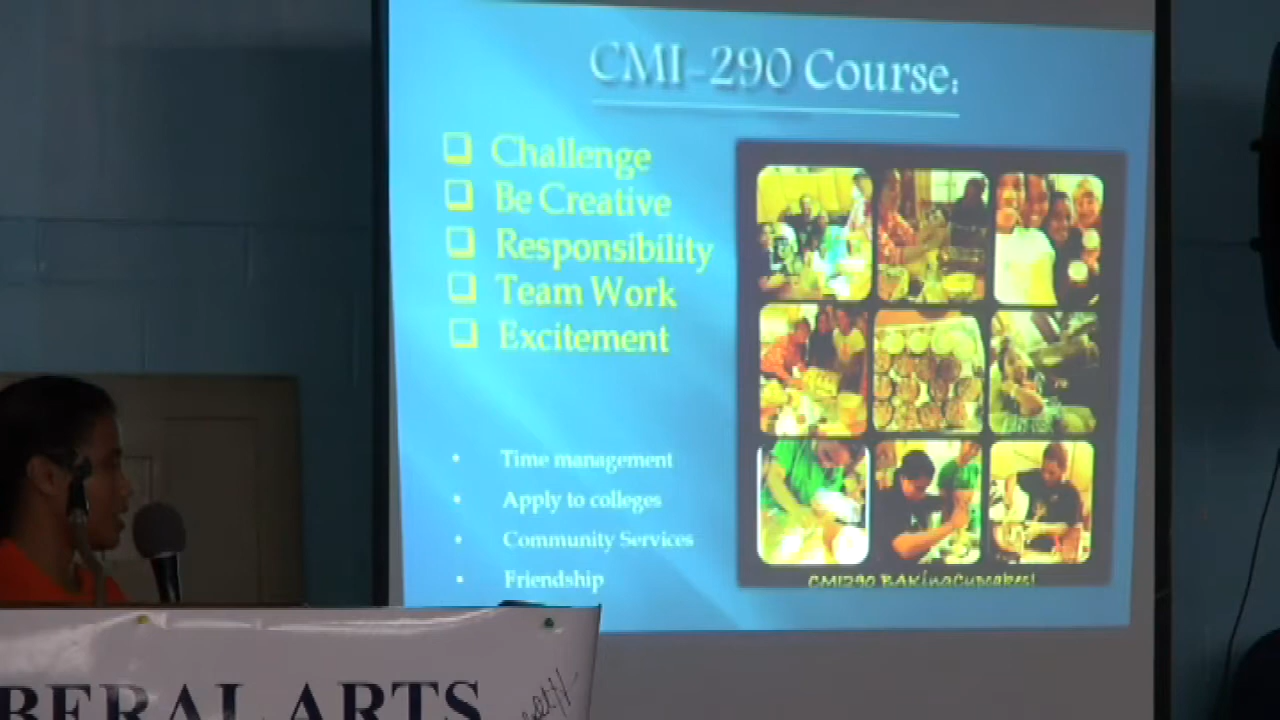 CMI-290 Course:
Challenge
Be Creative
Responsibility
Team Work
Excitement
Time management
Apply to colleges
Community Services
Friendship
CMI290 BAKingCupcakes!
BERAL ARTS